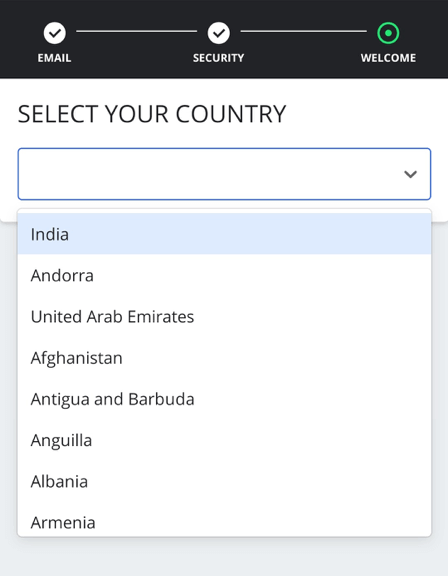 EMAIL SECURITY WELCOME
SELECT YOUR COUNTRY
India
Andorra
United Arab Emirates
Afghanistan
Antigua and Barbuda
Anguilla
Albania
Armenia